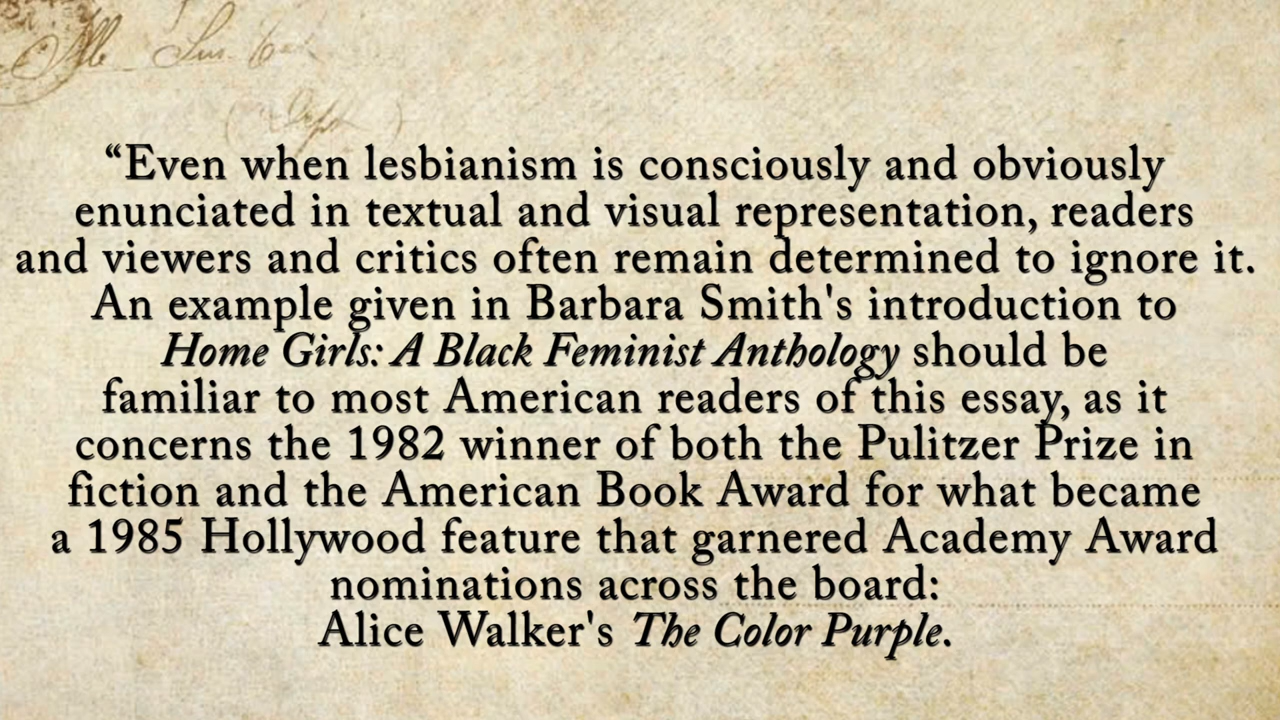 “Even when lesbianism is consciously and obviously
enunciated in textual and visual representation, readers
and viewers and critics often remain determined to ignore it.
An example given in Barbara Smith's introduction to
Home Girls: A Black Feminist Anthology should be
familiar to most American readers of this essay, as it
concerns the 1982 winner of both the Pulitzer Prize in
fiction and the American Book Award for what became
a 1985 Hollywood feature that garnered Academy Award
nominations across the board:
Alice Walker's The Color Purple.